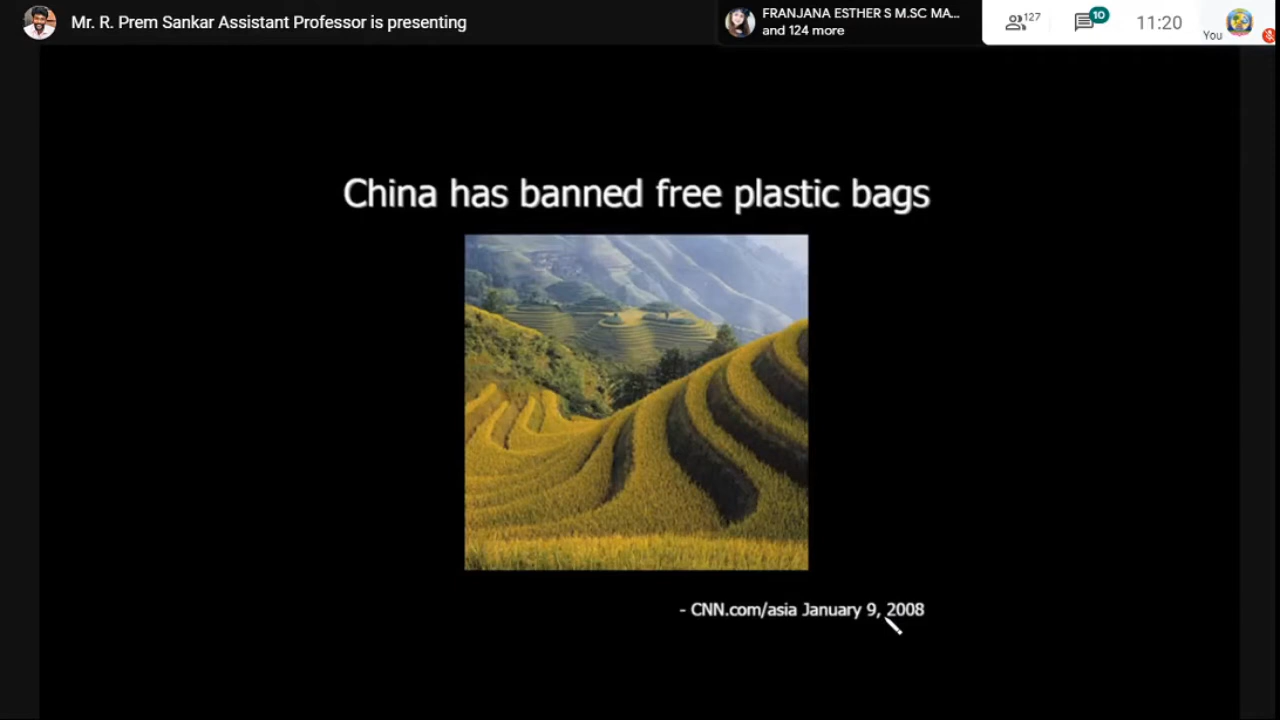 Mr. R. Prem Sankar Assistant Professor is presenting
FRANJANA ESTHER S M.SC MA...
and 124 more
127
10
11:20
You
China has banned free plastic bags
- CNN.com/asia January 9, 2008